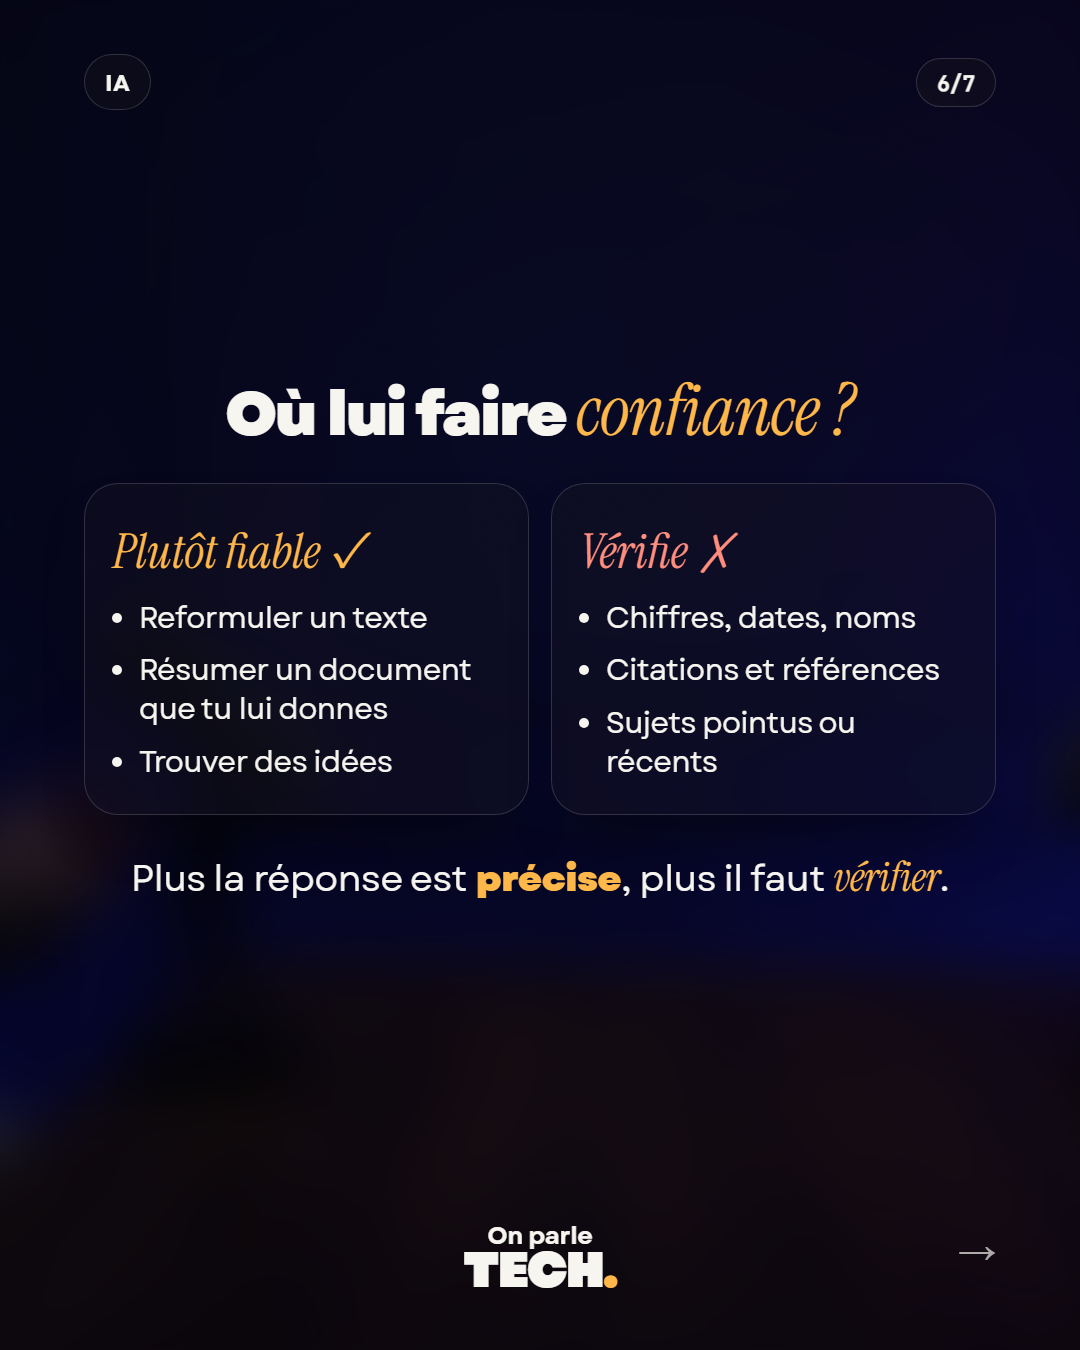 IA
6/7
Où lui faire confiance ?
Plutôt fiable ✓
• Reformuler un texte
• Résumer un document
que tu lui donnes
• Trouver des idées
Vérifie ✗
• Chiffres, dates, noms
• Citations et références
• Sujets pointus ou
récents
Plus la réponse est précise, plus il faut vérifier.
On parle
TECH.
→